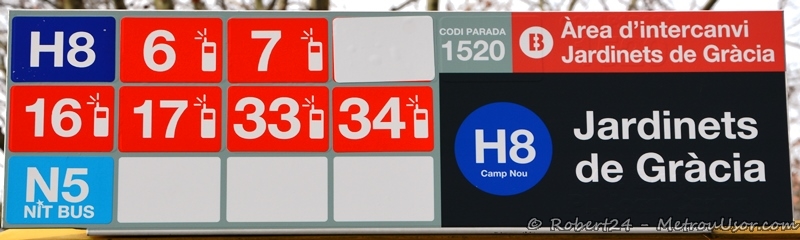 H8 6 7
16 17 33 34
N5
NIT BUS
CODI PARADA
1520
B Àrea d'intercanvi
Jardinets de Gràcia
H8
Camp Nou
Jardinets
de Gràcia
© Robert24 - MetrouUsor.com